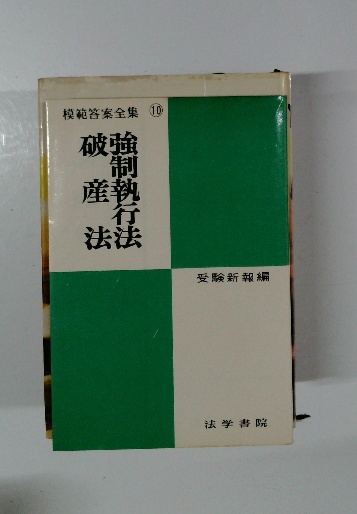 模範答案全集 ⑩
強制執行法
破産法
受験新報編
法学書院